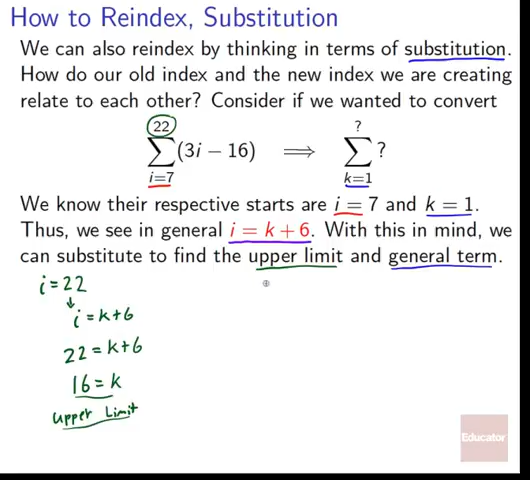 How to Reindex, Substitution
We can also reindex by thinking in terms of substitution.
How do our old index and the new index we are creating
relate to each other? Consider if we wanted to convert
22 ?
∑(3i − 16) ⟹ ∑ ?
i=7 k=1
We know their respective starts are i = 7 and k = 1.
Thus, we see in general i = k + 6. With this in mind, we
can substitute to find the upper limit and general term.
i = 22
↓
i = k+6
22 = k+6
16 = k
Upper Limit
Educator